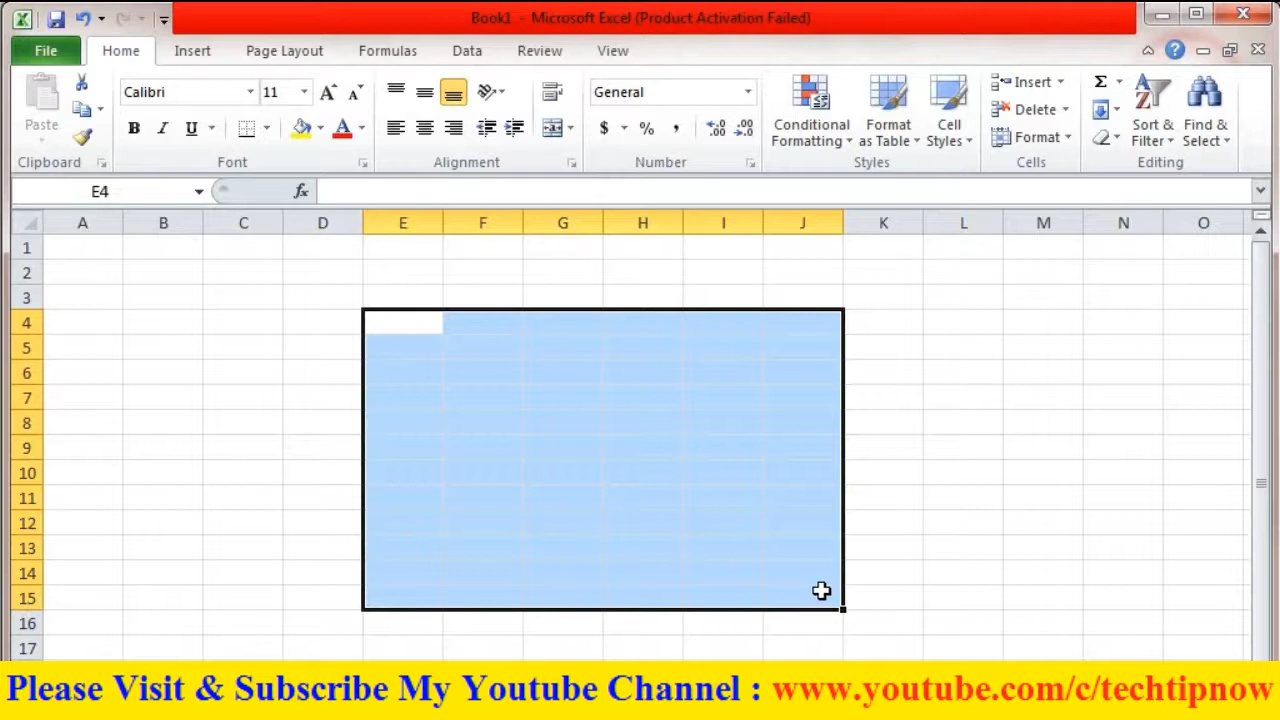 Book1 - Microsoft Excel (Product Activation Failed)
File Home Insert Page Layout Formulas Data Review View
Calibri 11 General Insert
Paste B I U $ % , Conditional Formatting Format as Table Cell Styles Delete Σ Sort & Filter Find & Select
Format
Clipboard Font Alignment Number Styles Cells Editing
E4 fx
A B C D E F G H I J K L M N O
1
2
3
4
5
6
7
8
9
10
11
12
13
14
15
16
17
Please Visit & Subscribe My Youtube Channel : www.youtube.com/c/techtipnow